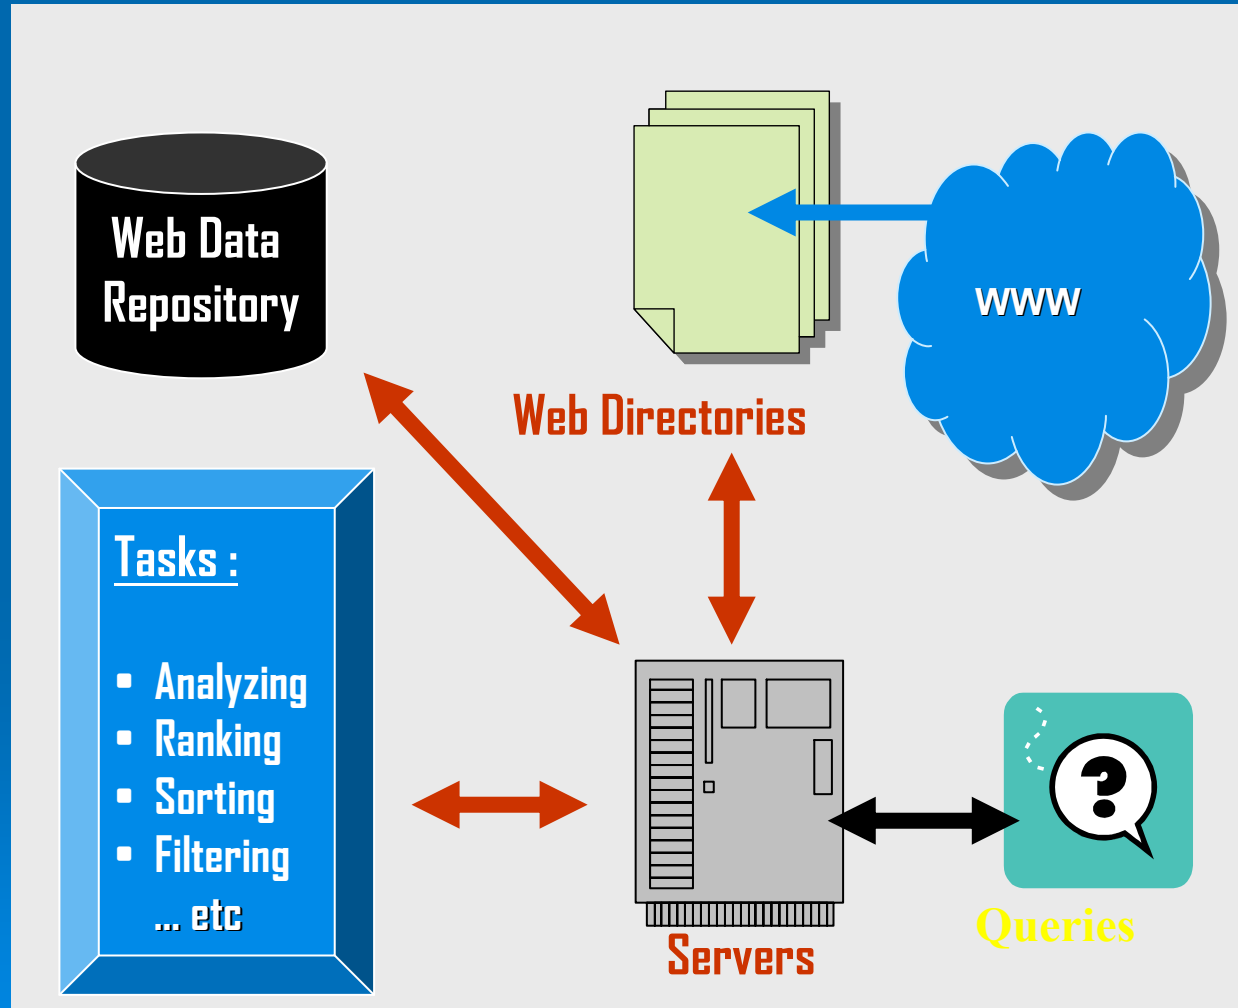 Web Data
Repository
WWW
Web Directories
Tasks :
▪ Analyzing
▪ Ranking
▪ Sorting
▪ Filtering
... etc
?
Servers
Queries